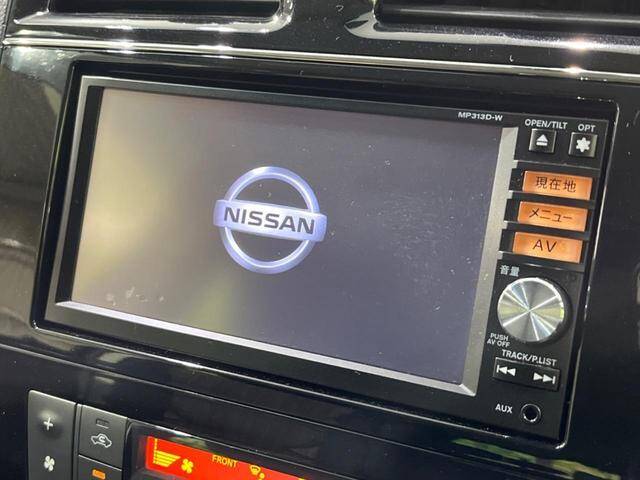 MP313D-W
OPEN/TILT OPT
現在地
メニュー
AV
音量
NISSAN
PUSH
AV OFF
TRACK/P.LIST
AUX
FRONT